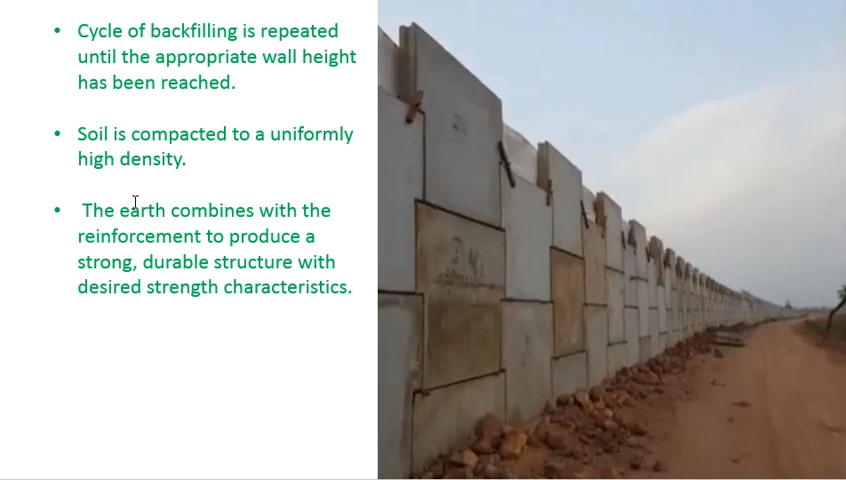 • Cycle of backfilling is repeated
until the appropriate wall height
has been reached.
• Soil is compacted to a uniformly
high density.
• The earth combines with the
reinforcement to produce a
strong, durable structure with
desired strength characteristics.